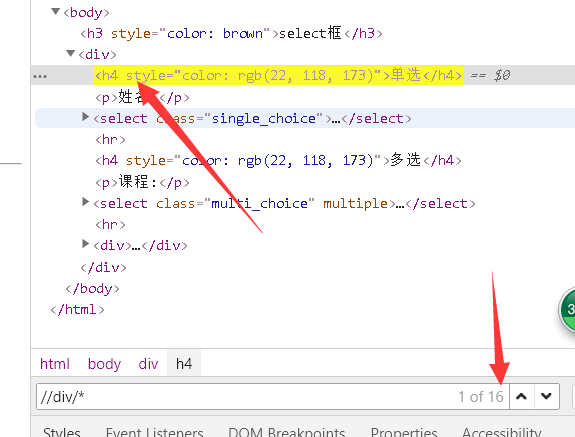 ▼<body>
<h3 style="color: brown">select框</h3>
▼<div>
… <h4 style="color: rgb(22, 118, 173)">单选</h4> == $0
<p>姓名 </p>
▶<select class="single_choice">…</select>
<hr>
<h4 style="color: rgb(22, 118, 173)">多选</h4>
<p>课程:</p>
▶<select class="multi_choice" multiple>…</select>
<hr>
▶<div>…</div>
</div>
</body>
</html>
3
html body div h4
//div/* 1 of 16
Styles Event Listeners DOM Breakpoints Properties Accessibility